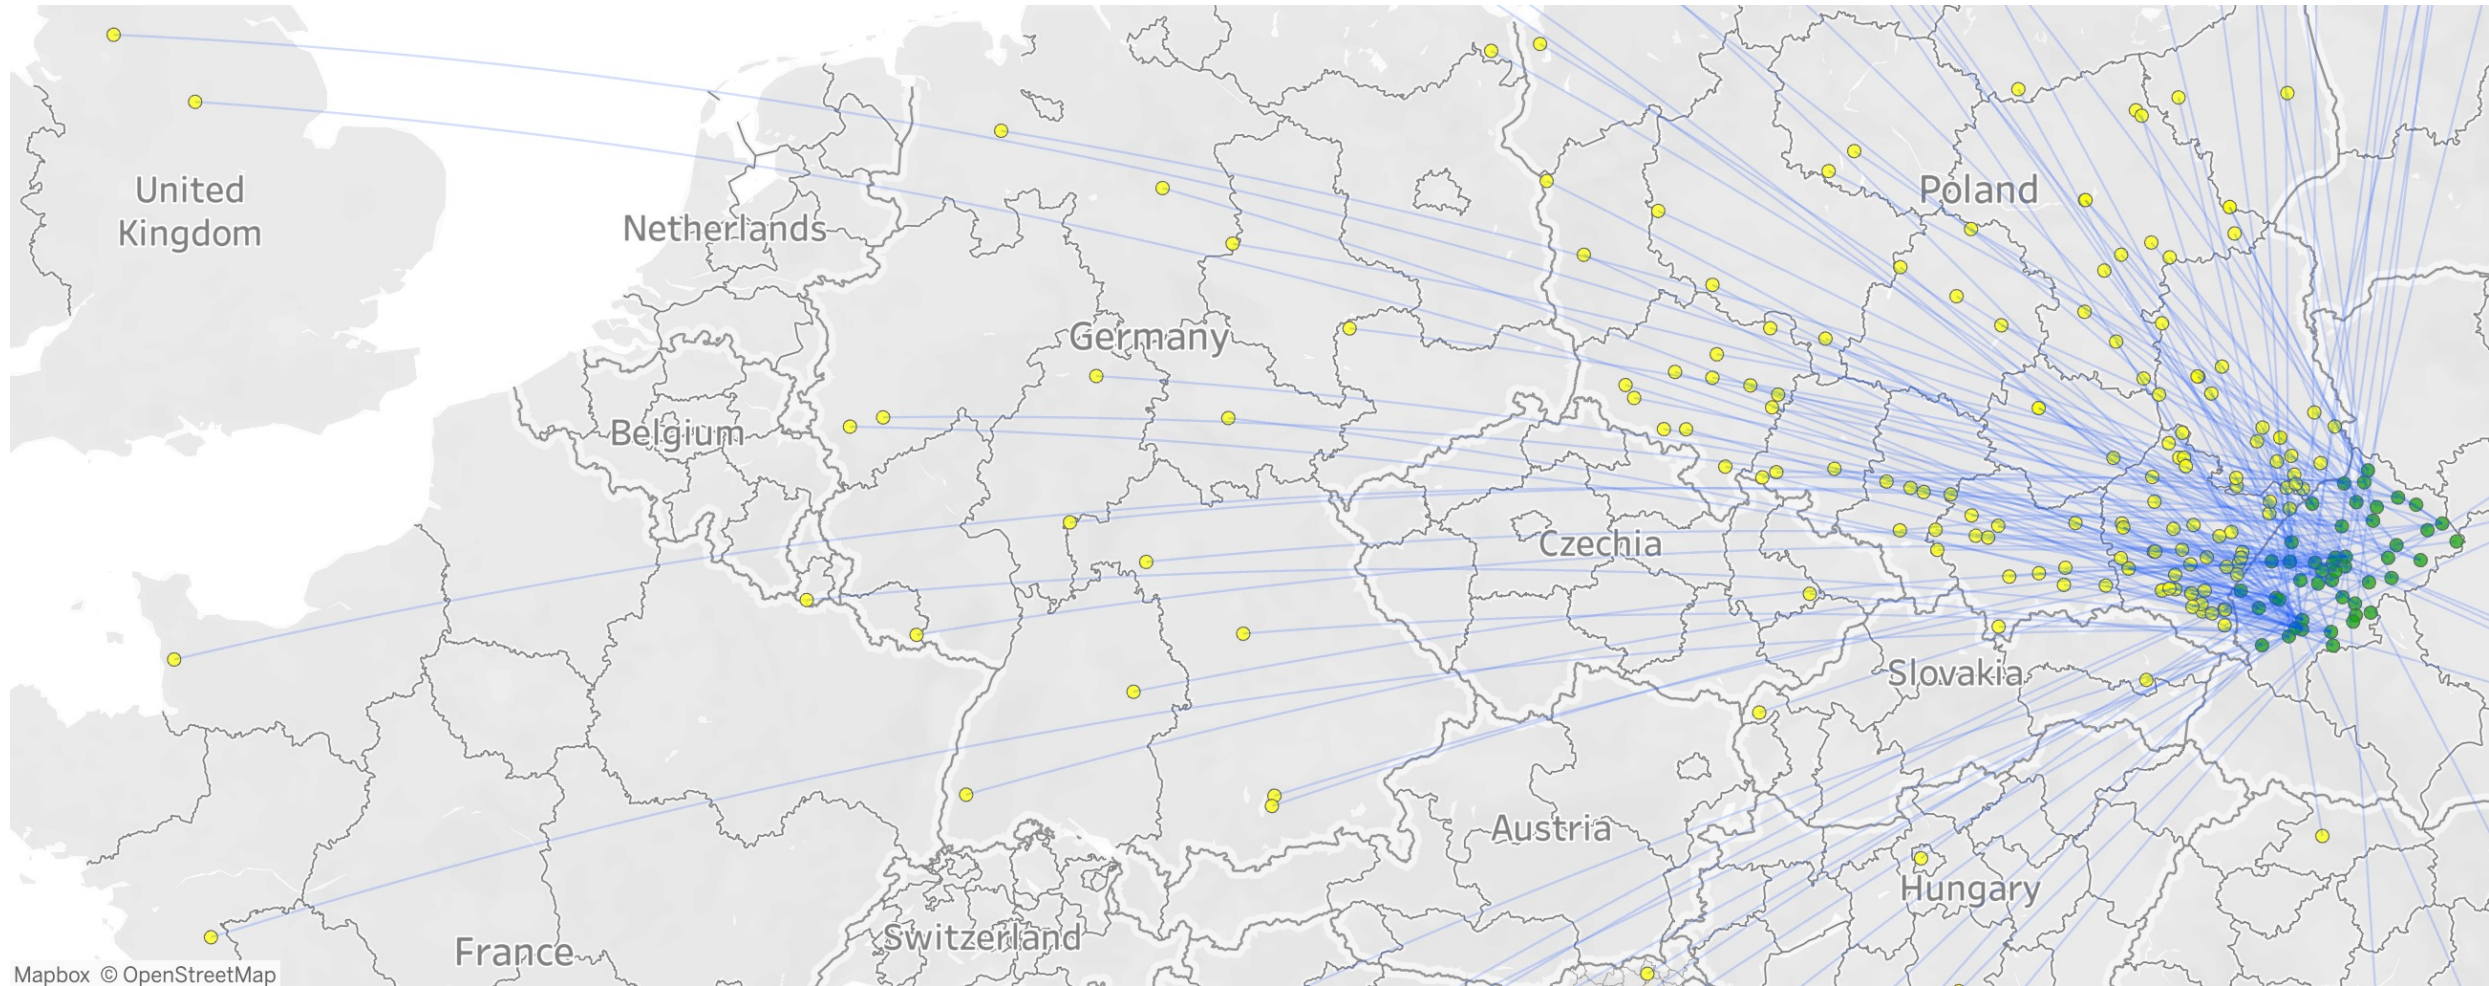 United
Kingdom
Netherlands
Poland
Germany
Belgium
Czechia
Slovakia
Austria
Hungary
France
Switzerland
Mapbox © OpenStreetMap